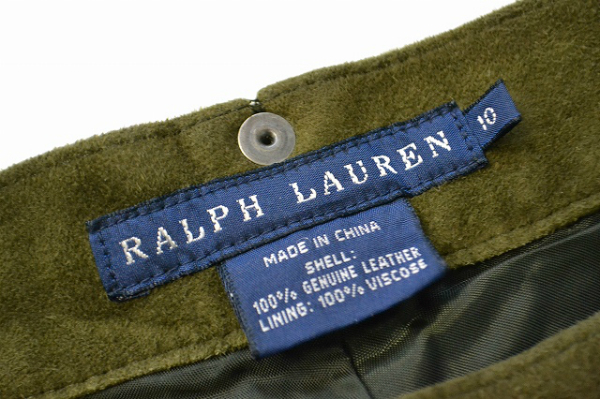 RALPH LAUREN
10
MADE IN CHINA
SHELL:
100% GENUINE LEATHER
LINING: 100% VISCOSE